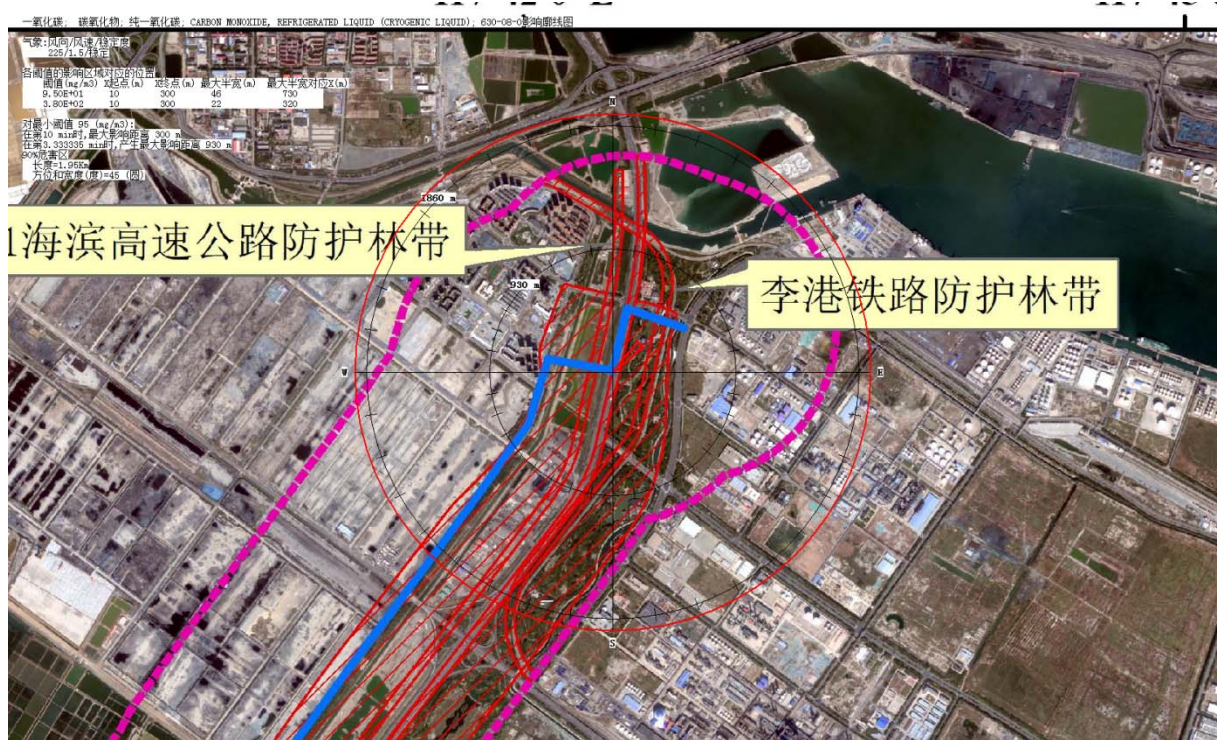 一氧化碳； 碳氧化物；纯一氧化碳；CARBON MONOXIDE, REFRIGERATED LIQUID (CRYOGENIC LIQUID)；630-08-0影响廓线图
气象:风向/风速/稳定度
225/1.5/稳定
各阈值的影响区域对应的位置
阈值(mg/m3) X起点(m) X终点(m) 最大半宽(m) 最大半宽对应X(m)
9.50E+01 10 300 46 730
3.80E+02 10 300 22 320
对最小阈值 95 (mg/m3):
在第10 min时,最大影响距离 300 m
在第3.333335 min时,产生最大影响距离 930 m
90%危害区
长度=1.95Km
方位和宽度(度)=45 (圆)
N
1860 m
1海滨高速公路防护林带
930 m
李港铁路防护林带
W
E
S